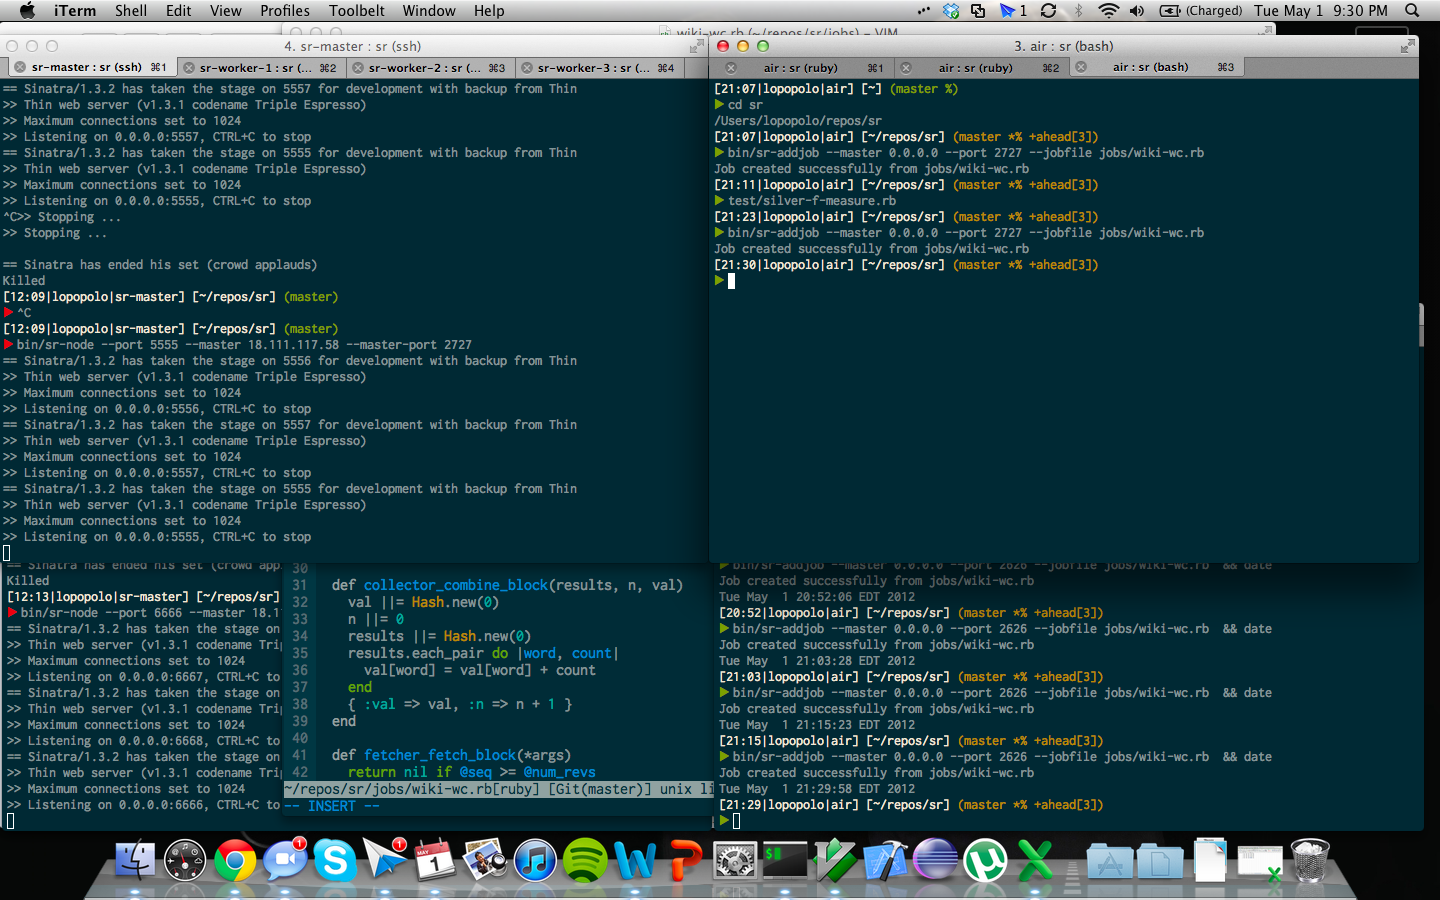 iTerm Shell Edit View Profiles Toolbelt Window Help 1 (Charged) Tue May 1 9:30 PM
wiki-wc.rb (~/repos/sr/jobs) - VIM
4. sr-master : sr (ssh)
sr-master : sr (ssh) ⌘1 sr-worker-1 : sr (... ⌘2 sr-worker-2 : sr (... ⌘3 sr-worker-3 : sr (... ⌘4
== Sinatra/1.3.2 has taken the stage on 5557 for development with backup from Thin
>> Thin web server (v1.3.1 codename Triple Espresso)
>> Maximum connections set to 1024
>> Listening on 0.0.0.0:5557, CTRL+C to stop
== Sinatra/1.3.2 has taken the stage on 5555 for development with backup from Thin
>> Thin web server (v1.3.1 codename Triple Espresso)
>> Maximum connections set to 1024
>> Listening on 0.0.0.0:5555, CTRL+C to stop
^C>> Stopping ...
>> Stopping ...
== Sinatra has ended his set (crowd applauds)
Killed
[12:09|lopopolo|sr-master] [~/repos/sr] (master)
^C
[12:09|lopopolo|sr-master] [~/repos/sr] (master)
bin/sr-node --port 5555 --master 18.111.117.58 --master-port 2727
== Sinatra/1.3.2 has taken the stage on 5556 for development with backup from Thin
>> Thin web server (v1.3.1 codename Triple Espresso)
>> Maximum connections set to 1024
>> Listening on 0.0.0.0:5556, CTRL+C to stop
== Sinatra/1.3.2 has taken the stage on 5557 for development with backup from Thin
>> Thin web server (v1.3.1 codename Triple Espresso)
>> Maximum connections set to 1024
>> Listening on 0.0.0.0:5557, CTRL+C to stop
== Sinatra/1.3.2 has taken the stage on 5555 for development with backup from Thin
>> Thin web server (v1.3.1 codename Triple Espresso)
>> Maximum connections set to 1024
>> Listening on 0.0.0.0:5555, CTRL+C to stop
3. air : sr (bash)
air : sr (ruby) ⌘1 air : sr (ruby) ⌘2 air : sr (bash) ⌘3
[21:07|lopopolo|air] [~] (master %)
cd sr
/Users/lopopolo/repos/sr
[21:07|lopopolo|air] [~/repos/sr] (master *% +ahead[3])
bin/sr-addjob --master 0.0.0.0 --port 2727 --jobfile jobs/wiki-wc.rb
Job created successfully from jobs/wiki-wc.rb
[21:11|lopopolo|air] [~/repos/sr] (master *% +ahead[3])
test/silver-f-measure.rb
[21:23|lopopolo|air] [~/repos/sr] (master *% +ahead[3])
bin/sr-addjob --master 0.0.0.0 --port 2727 --jobfile jobs/wiki-wc.rb
Job created successfully from jobs/wiki-wc.rb
[21:30|lopopolo|air] [~/repos/sr] (master *% +ahead[3])
== Sinatra has ended his set (crowd app
Killed
[12:13|lopopolo|sr-master] [~/repos/sr]
bin/sr-node --port 6666 --master 18.1
== Sinatra/1.3.2 has taken the stage on
>> Thin web server (v1.3.1 codename Tri
>> Maximum connections set to 1024
>> Listening on 0.0.0.0:6667, CTRL+C to
== Sinatra/1.3.2 has taken the stage on
>> Thin web server (v1.3.1 codename Tri
>> Maximum connections set to 1024
>> Listening on 0.0.0.0:6668, CTRL+C to
== Sinatra/1.3.2 has taken the stage on
>> Thin web server (v1.3.1 codename Tri
>> Maximum connections set to 1024
>> Listening on 0.0.0.0:6666, CTRL+C to
30
31 def collector_combine_block(results, n, val)
32 val ||= Hash.new(0)
33 n ||= 0
34 results ||= Hash.new(0)
35 results.each_pair do |word, count|
36 val[word] = val[word] + count
37 end
38 { :val => val, :n => n + 1 }
39 end
40
41 def fetcher_fetch_block(*args)
42 return nil if @seq >= @num_revs
~/repos/sr/jobs/wiki-wc.rb[ruby] [Git(master)] unix li
-- INSERT --
bin/sr-addjob --master 0.0.0.0 --port 2626 --jobfile jobs/wiki-wc.rb && date
Job created successfully from jobs/wiki-wc.rb
Tue May 1 20:52:06 EDT 2012
[20:52|lopopolo|air] [~/repos/sr] (master *% +ahead[3])
bin/sr-addjob --master 0.0.0.0 --port 2626 --jobfile jobs/wiki-wc.rb && date
Job created successfully from jobs/wiki-wc.rb
Tue May 1 21:03:28 EDT 2012
[21:03|lopopolo|air] [~/repos/sr] (master *% +ahead[3])
bin/sr-addjob --master 0.0.0.0 --port 2626 --jobfile jobs/wiki-wc.rb && date
Job created successfully from jobs/wiki-wc.rb
Tue May 1 21:15:23 EDT 2012
[21:15|lopopolo|air] [~/repos/sr] (master *% +ahead[3])
bin/sr-addjob --master 0.0.0.0 --port 2626 --jobfile jobs/wiki-wc.rb && date
Job created successfully from jobs/wiki-wc.rb
Tue May 1 21:29:58 EDT 2012
[21:29|lopopolo|air] [~/repos/sr] (master *% +ahead[3])
1 1 MAY 1